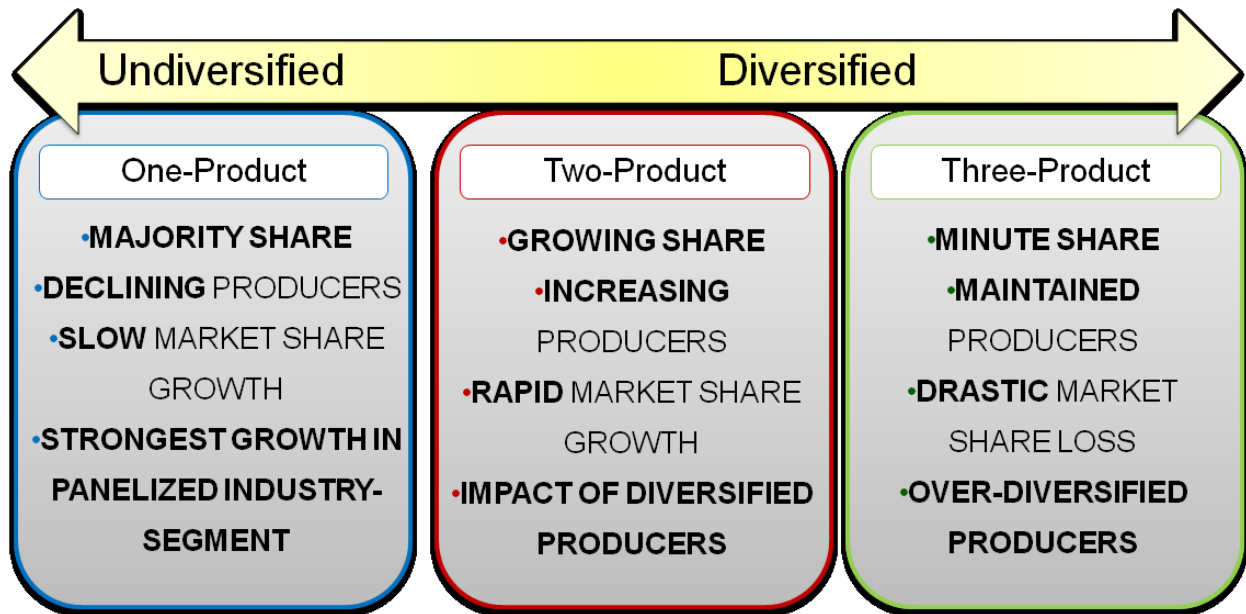 Undiversified
Diversified
One-Product
•MAJORITY SHARE
•DECLINING PRODUCERS
•SLOW MARKET SHARE
GROWTH
•STRONGEST GROWTH IN
PANELIZED INDUSTRY-
SEGMENT
Two-Product
•GROWING SHARE
•INCREASING
PRODUCERS
•RAPID MARKET SHARE
GROWTH
•IMPACT OF DIVERSIFIED
PRODUCERS
Three-Product
•MINUTE SHARE
•MAINTAINED
PRODUCERS
•DRASTIC MARKET
SHARE LOSS
•OVER-DIVERSIFIED
PRODUCERS